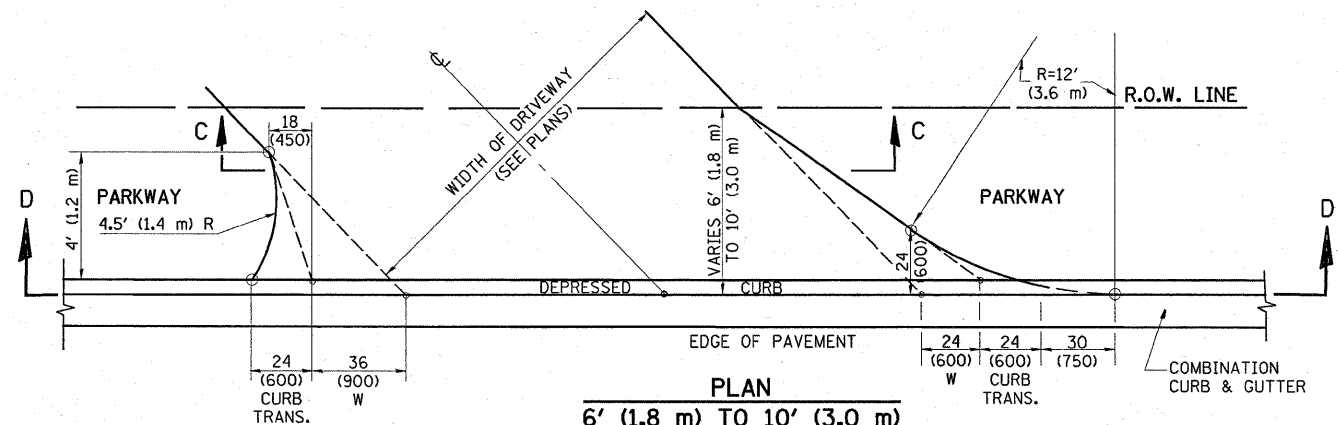 ℄
WIDTH OF DRIVEWAY
(SEE PLANS)
R=12'
(3.6 m)
R.O.W. LINE
C
18
(450)
C
4' (1.2 m)
PARKWAY
4.5' (1.4 m) R
VARIES 6' (1.8 m)
TO 10' (3.0 m)
PARKWAY
D
D
24
(600)
DEPRESSED CURB
EDGE OF PAVEMENT
24
(600)
CURB
TRANS.
36
(900)
W
24
(600)
W
24
(600)
CURB
TRANS.
30
(750)
COMBINATION
CURB & GUTTER
PLAN
6' (1.8 m) TO 10' (3.0 m)